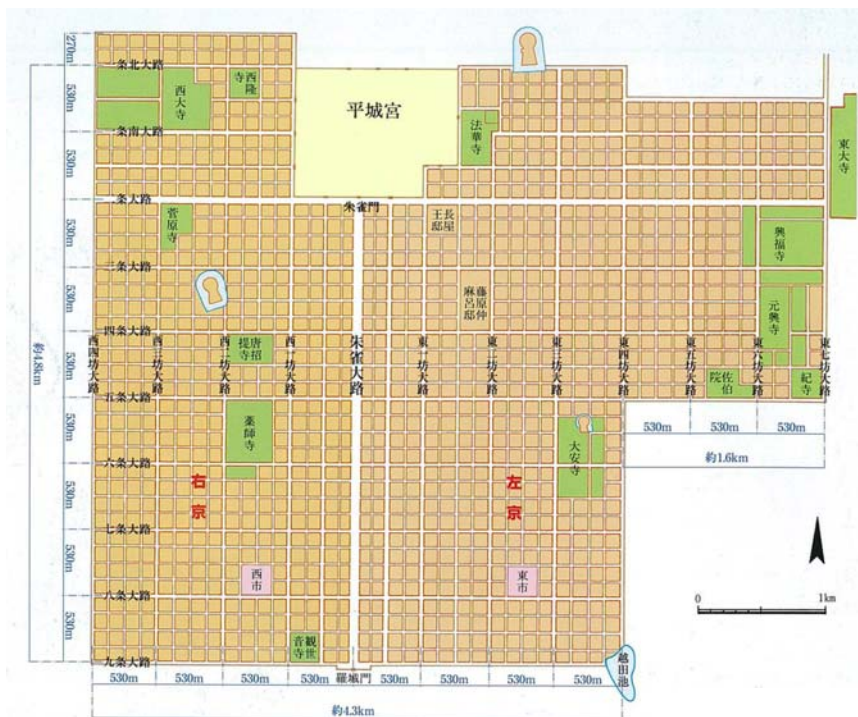 270m
530m
530m
530m
530m
530m
530m
530m
530m
530m
約4.8km
一条北大路
一条南大路
二条大路
三条大路
四条大路
五条大路
六条大路
七条大路
八条大路
九条大路
西大寺
西隆寺
平城宮
法華寺
東大寺
朱雀門
菅原寺
長屋王邸
興福寺
藤原仲麻呂邸
元興寺
西四坊大路
西三坊大路
西二坊大路
西一坊大路
朱雀大路
東一坊大路
東二坊大路
東三坊大路
東四坊大路
東五坊大路
東六坊大路
東七坊大路
唐招提寺
佐伯院
紀寺
薬師寺
大安寺
530m
530m
530m
約1.6km
右京
左京
西市
東市
観世音寺
羅城門
越田池
0
1km
530m
530m
530m
530m
530m
530m
530m
530m
約4.3km